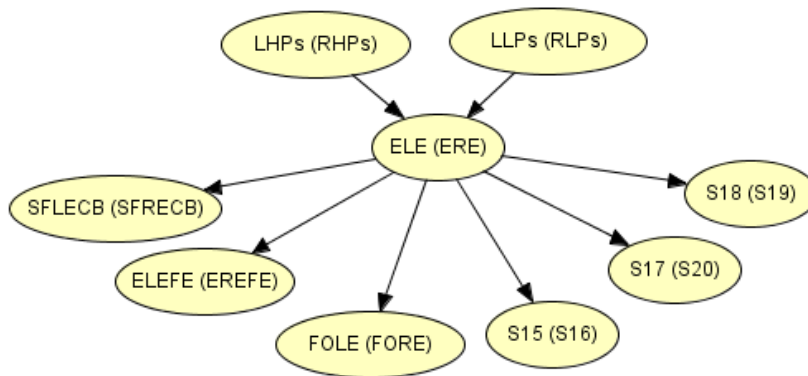 LHPs (RHPs)
LLPs (RLPs)
ELE (ERE)
SFLECB (SFRECB)
S18 (S19)
ELEFE (EREFE)
S17 (S20)
FOLE (FORE)
S15 (S16)